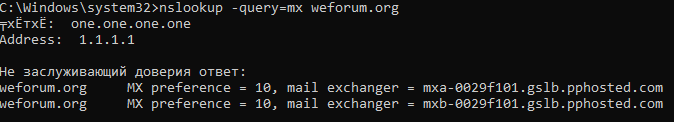 C:\Windows\system32>nslookup -query=mx weforum.org
╤хЁтхЁ:  one.one.one.one
Address:  1.1.1.1
Не заслуживающий доверия ответ:
weforum.org     MX preference = 10, mail exchanger = mxa-0029f101.gslb.pphosted.com
weforum.org     MX preference = 10, mail exchanger = mxb-0029f101.gslb.pphosted.com